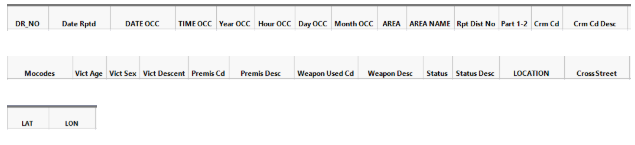 DR_NO Date Rptd DATE OCC TIME OCC Year OCC Hour OCC Day OCC Month OCC AREA AREA NAME Rpt Dist No Part 1-2 Crm Cd Crm Cd Desc
Mocodes Vict Age Vict Sex Vict Descent Premis Cd Premis Desc Weapon Used Cd Weapon Desc Status Status Desc LOCATION Cross Street
LAT LON